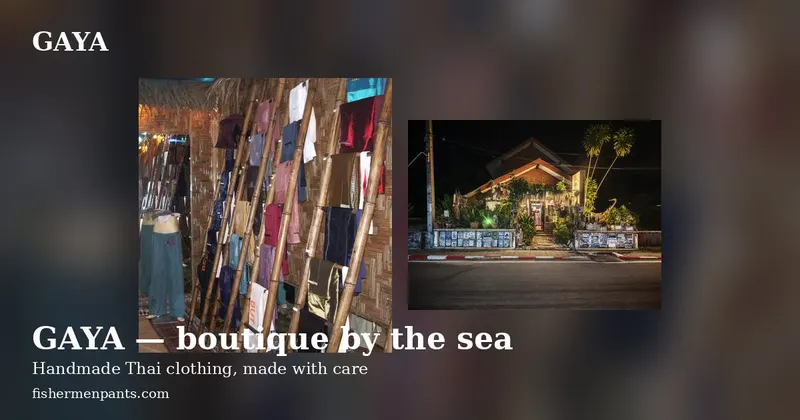 GAYA
GAYA — boutique by the sea
Handmade Thai clothing, made with care
fishermenpants.com